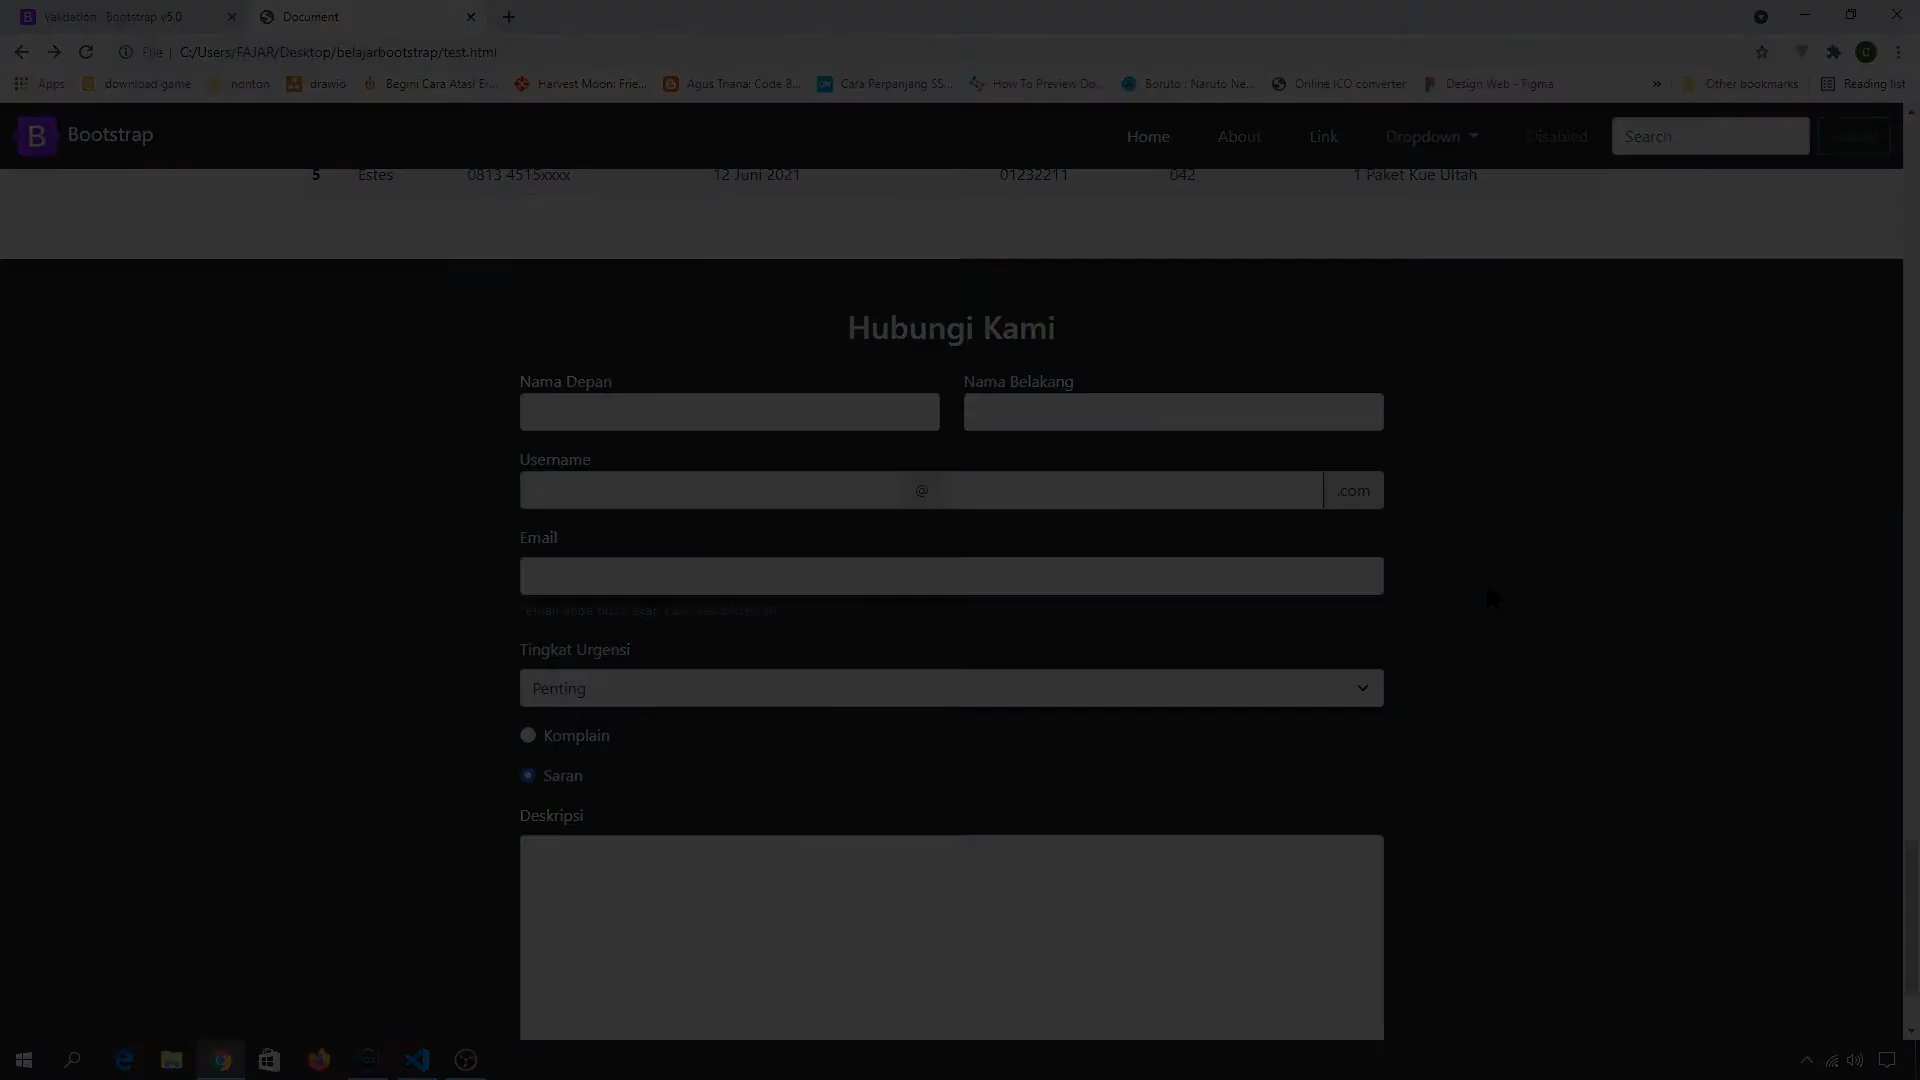 Validation · Bootstrap v5.0
Document
File
C:/Users/FAJAR/Desktop/belajarbootstrap/test.html
Apps
download game
nonton
drawio
Begini Cara Atasi Er...
Harvest Moon: Frie...
Agus Triana: Code B...
Cara Perpanjang SS...
How To Preview Do...
Boruto : Naruto Ne...
Online ICO converter
Design Web - Figma
»
Other bookmarks
Reading list
B Bootstrap
Home
About
Link
Dropdown
Disabled
Search
5 Estes 0813 4515xxxx 12 Juni 2021 01232211 042 1 Paket Kue Ultah
Hubungi Kami
Nama Depan Nama Belakang
Username
@ .com
Email
Tingkat Urgensi
Penting
Komplain
Saran
Deskripsi